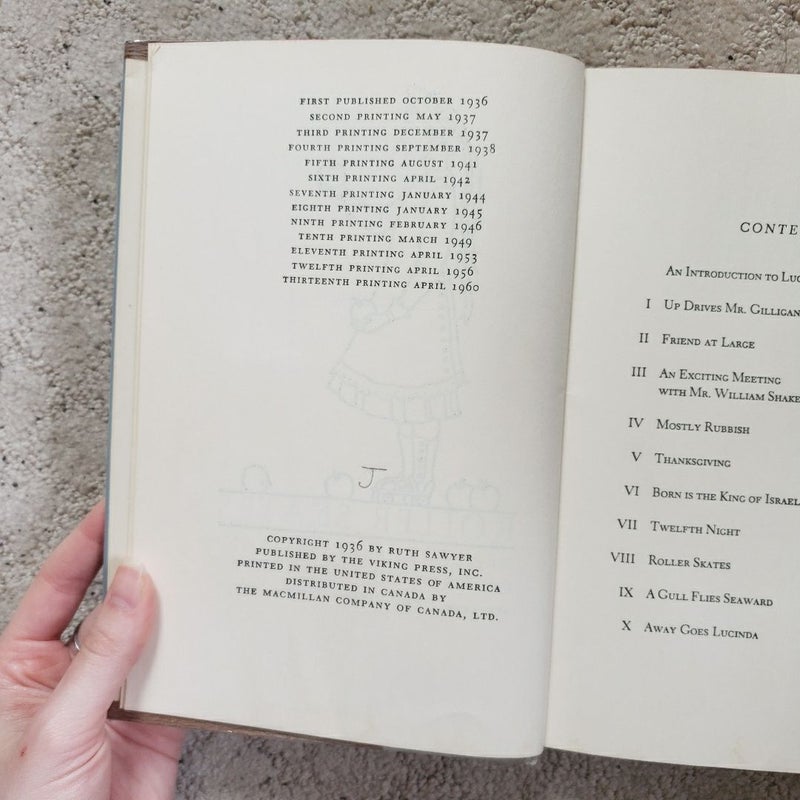 FIRST PUBLISHED OCTOBER 1936
SECOND PRINTING MAY 1937
THIRD PRINTING DECEMBER 1937
FOURTH PRINTING SEPTEMBER 1938
FIFTH PRINTING AUGUST 1941
SIXTH PRINTING APRIL 1942
SEVENTH PRINTING JANUARY 1944
EIGHTH PRINTING JANUARY 1945
NINTH PRINTING FEBRUARY 1946
TENTH PRINTING MARCH 1949
ELEVENTH PRINTING APRIL 1953
TWELFTH PRINTING APRIL 1956
THIRTEENTH PRINTING APRIL 1960
J
COPYRIGHT 1936 BY RUTH SAWYER
PUBLISHED BY THE VIKING PRESS, INC.
PRINTED IN THE UNITED STATES OF AMERICA
DISTRIBUTED IN CANADA BY
THE MACMILLAN COMPANY OF CANADA, LTD.
CONTE
AN INTRODUCTION TO LUC
I UP DRIVES MR. GILLIGAN
II FRIEND AT LARGE
III AN EXCITING MEETING
WITH MR. WILLIAM SHAKE
IV MOSTLY RUBBISH
V THANKSGIVING
VI BORN IS THE KING OF ISRAEL
VII TWELFTH NIGHT
VIII ROLLER SKATES
IX A GULL FLIES SEAWARD
X AWAY GOES LUCINDA